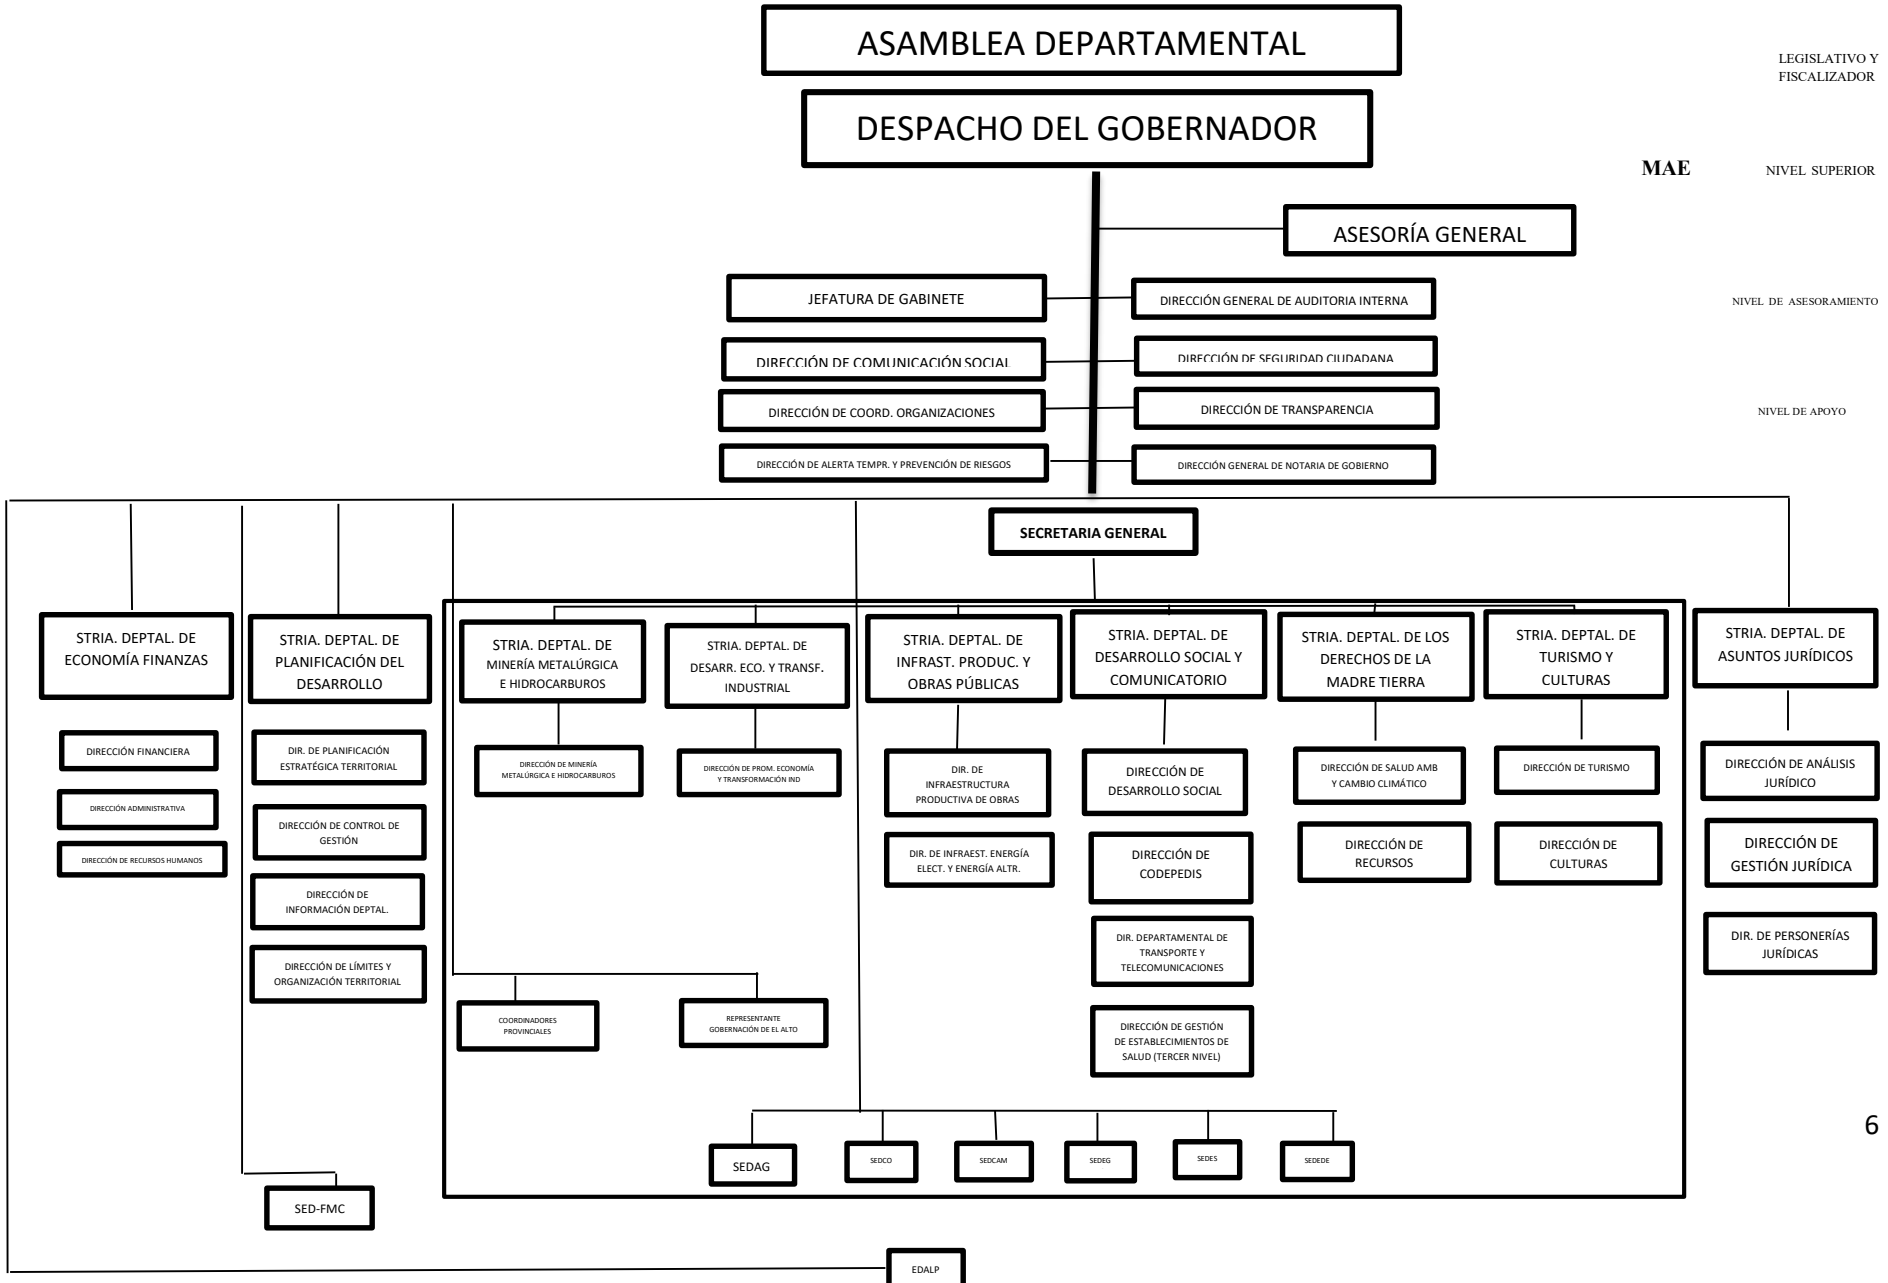 ASAMBLEA DEPARTAMENTAL
LEGISLATIVO Y
FISCALIZADOR
DESPACHO DEL GOBERNADOR
MAE
NIVEL SUPERIOR
ASESORÍA GENERAL
JEFATURA DE GABINETE
DIRECCIÓN GENERAL DE AUDITORIA INTERNA
NIVEL DE ASESORAMIENTO
DIRECCIÓN DE COMUNICACIÓN SOCIAL
DIRECCIÓN DE SEGURIDAD CIUDADANA
DIRECCIÓN DE COORD. ORGANIZACIONES
DIRECCIÓN DE TRANSPARENCIA
NIVEL DE APOYO
DIRECCIÓN DE ALERTA TEMPR. Y PREVENCIÓN DE RIESGOS
DIRECCIÓN GENERAL DE NOTARIA DE GOBIERNO
SECRETARIA GENERAL
STRIA. DEPTAL. DE
ECONOMÍA FINANZAS
STRIA. DEPTAL. DE
PLANIFICACIÓN DEL
DESARROLLO
STRIA. DEPTAL. DE
MINERÍA METALÚRGICA
E HIDROCARBUROS
STRIA. DEPTAL. DE
DESARR. ECO. Y TRANSF.
INDUSTRIAL
STRIA. DEPTAL. DE
INFRAST. PRODUC. Y
OBRAS PÚBLICAS
STRIA. DEPTAL. DE
DESARROLLO SOCIAL Y
COMUNICATORIO
STRIA. DEPTAL. DE LOS
DERECHOS DE LA
MADRE TIERRA
STRIA. DEPTAL. DE
TURISMO Y
CULTURAS
STRIA. DEPTAL. DE
ASUNTOS JURÍDICOS
DIRECCIÓN FINANCIERA
DIRECCIÓN ADMINISTRATIVA
DIRECCIÓN DE RECURSOS HUMANOS
DIR. DE PLANIFICACIÓN
ESTRATÉGICA TERRITORIAL
DIRECCIÓN DE CONTROL DE
GESTIÓN
DIRECCIÓN DE
INFORMACIÓN DEPTAL.
DIRECCIÓN DE LÍMITES Y
ORGANIZACIÓN TERRITORIAL
DIRECCIÓN DE MINERÍA
METALÚRGICA E HIDROCARBUROS
DIRECCIÓN DE PROM. ECONOMÍA
Y TRANSFORMACIÓN IND
DIR. DE
INFRAESTRUCTURA
PRODUCTIVA DE OBRAS
DIR. DE INFRAEST. ENERGÍA
ELECT. Y ENERGÍA ALTR.
DIRECCIÓN DE
DESARROLLO SOCIAL
DIRECCIÓN DE
CODEPEDIS
DIR. DEPARTAMENTAL DE
TRANSPORTE Y
TELECOMUNICACIONES
DIRECCIÓN DE GESTIÓN
DE ESTABLECIMIENTOS DE
SALUD (TERCER NIVEL)
DIRECCIÓN DE SALUD AMB
Y CAMBIO CLIMÁTICO
DIRECCIÓN DE
RECURSOS
DIRECCIÓN DE TURISMO
DIRECCIÓN DE
CULTURAS
DIRECCIÓN DE ANÁLISIS
JURÍDICO
DIRECCIÓN DE
GESTIÓN JURÍDICA
DIR. DE PERSONERÍAS
JURÍDICAS
COORDINADORES
PROVINCIALES
REPRESENTANTE
GOBERNACIÓN DE EL ALTO
SEDAG
SEDCO
SEDCAM
SEDEG
SEDES
SEDEDE
6
SED-FMC
EDALP